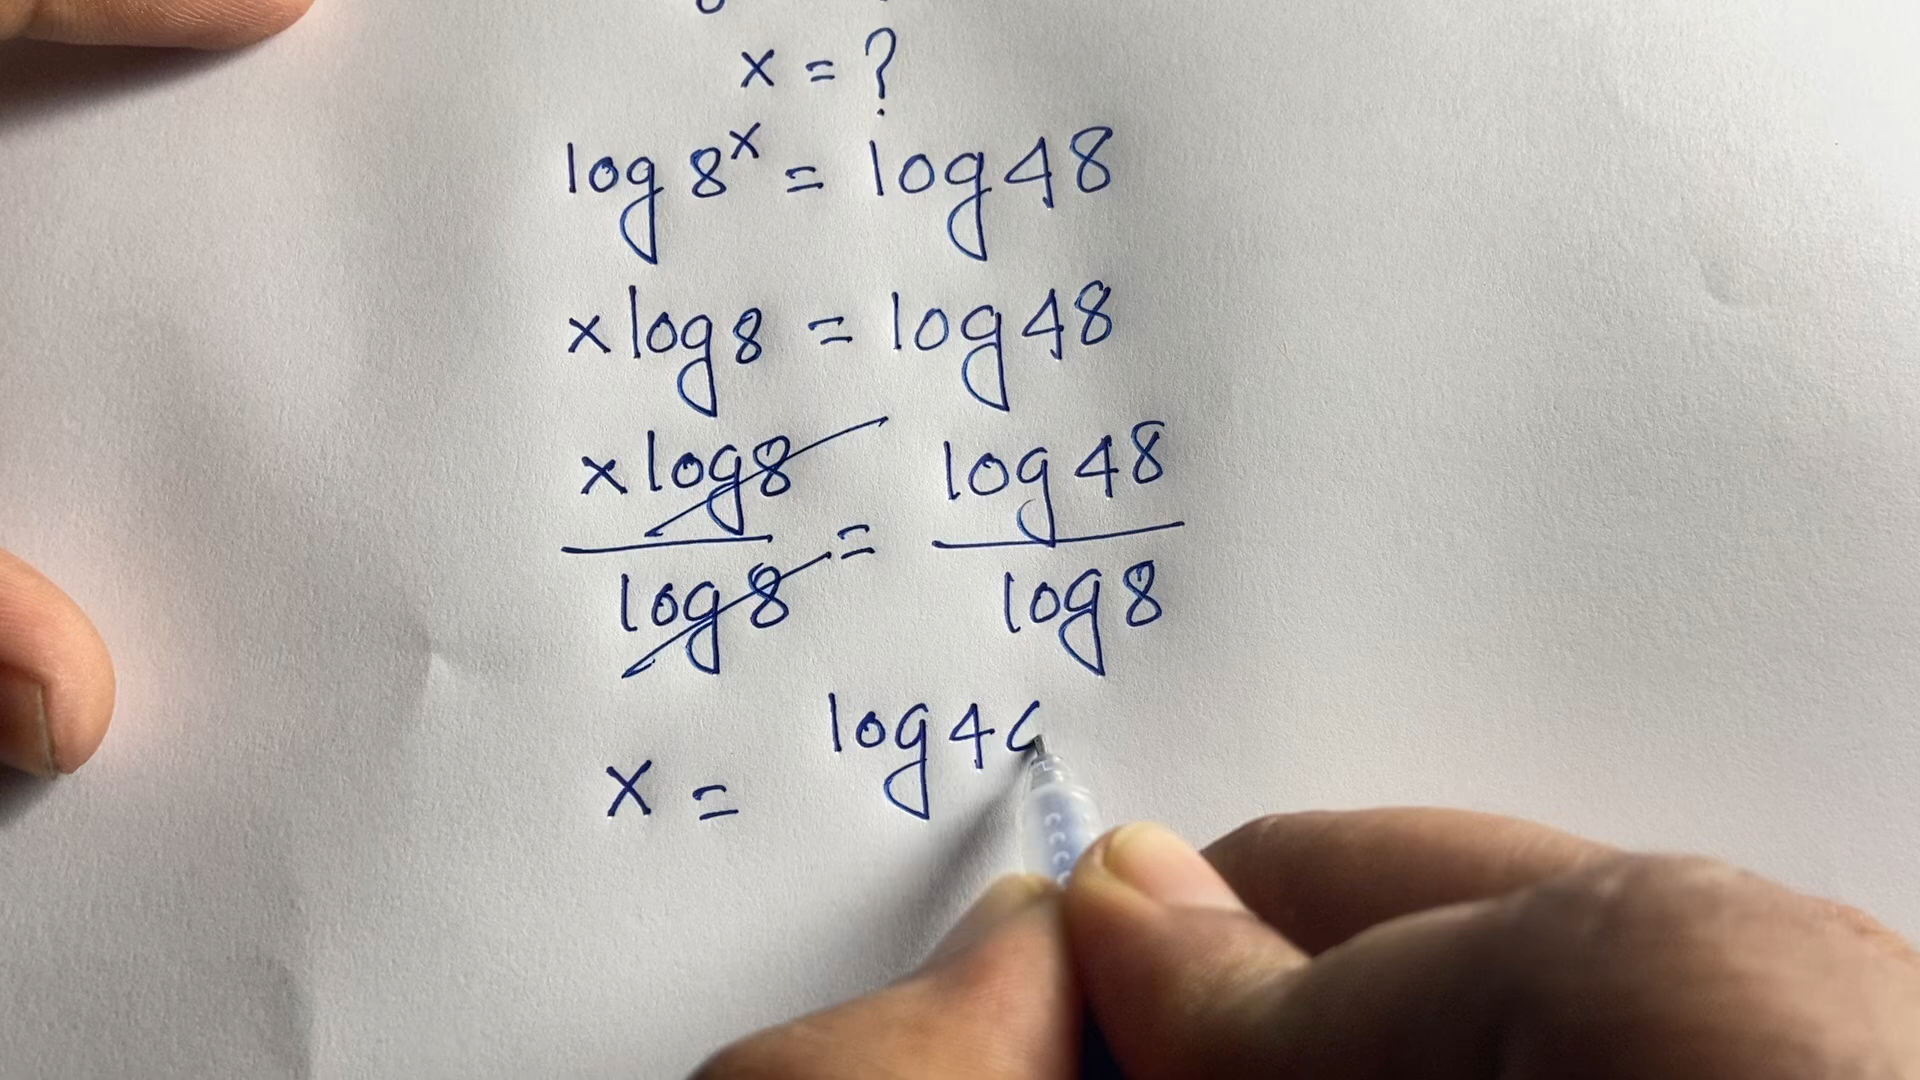 x = ?
log 8^x = log 48
x log 8 = log 48
x log 8 / log 8 = log 48 / log 8
x = log 4